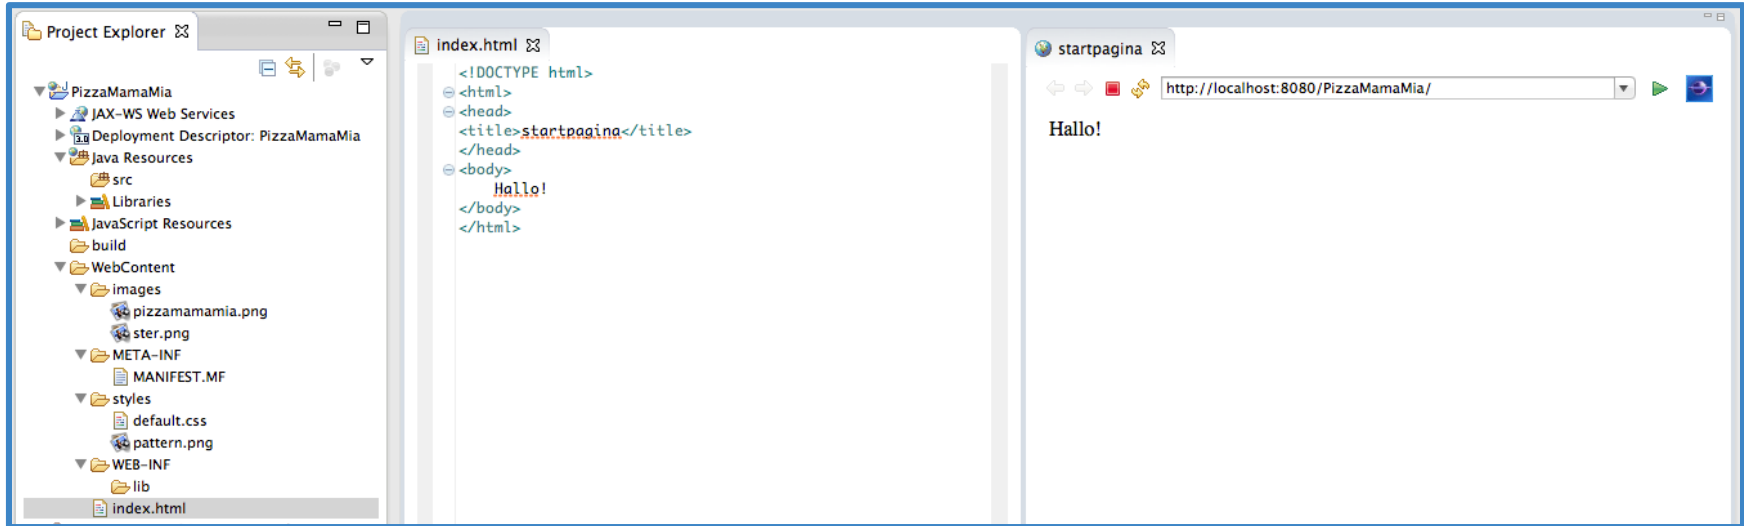 Project Explorer
PizzaMamaMia
JAX-WS Web Services
3.0 Deployment Descriptor: PizzaMamaMia
Java Resources
src
Libraries
JavaScript Resources
build
WebContent
images
pizzamamamia.png
ster.png
META-INF
MANIFEST.MF
styles
default.css
pattern.png
WEB-INF
lib
index.html
index.html
<!DOCTYPE html>
<html>
<head>
<title>startpagina</title>
</head>
<body>
Hallo!
</body>
</html>
startpagina
http://localhost:8080/PizzaMamaMia/
Hallo!